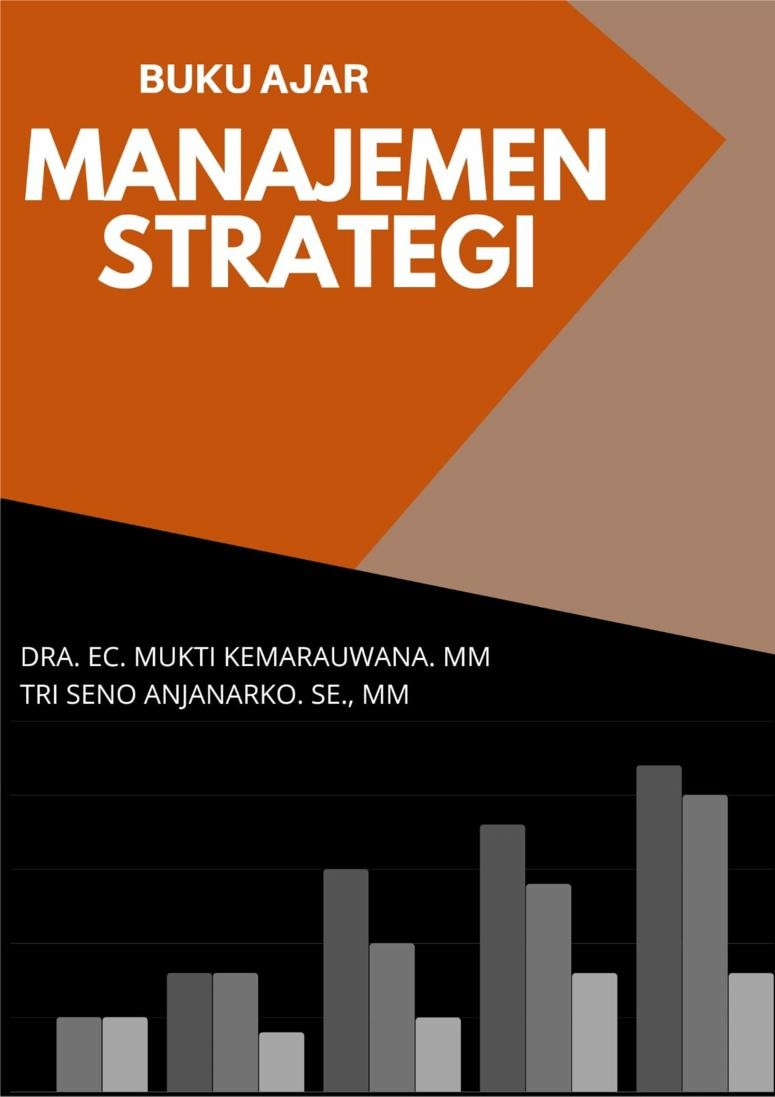 BUKU AJAR
MANAJEMEN
STRATEGI
DRA. EC. MUKTI KEMARAUWANA. MM
TRI SENO ANJANARKO. SE., MM